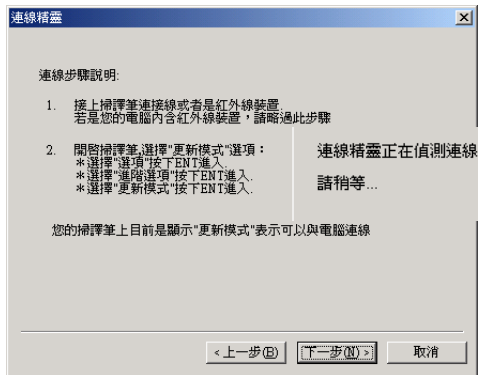 連線精靈
連線步驟說明:
1. 接上掃譯筆連接線或者是紅外線裝置.
若是您的電腦內含紅外線裝置，請略過此步驟
2. 開啓掃譯筆,選擇"更新模式"選項：
＊選擇"選項"按下ENT進入.
＊選擇"進階選項"按下ENT進入.
＊選擇"更新模式"按下ENT進入.
連線精靈正在偵測連線
請稍等...
您的掃譯筆上目前是顯示"更新模式"表示可以與電腦連線
<上一步(B)
下一步(N)>
取消